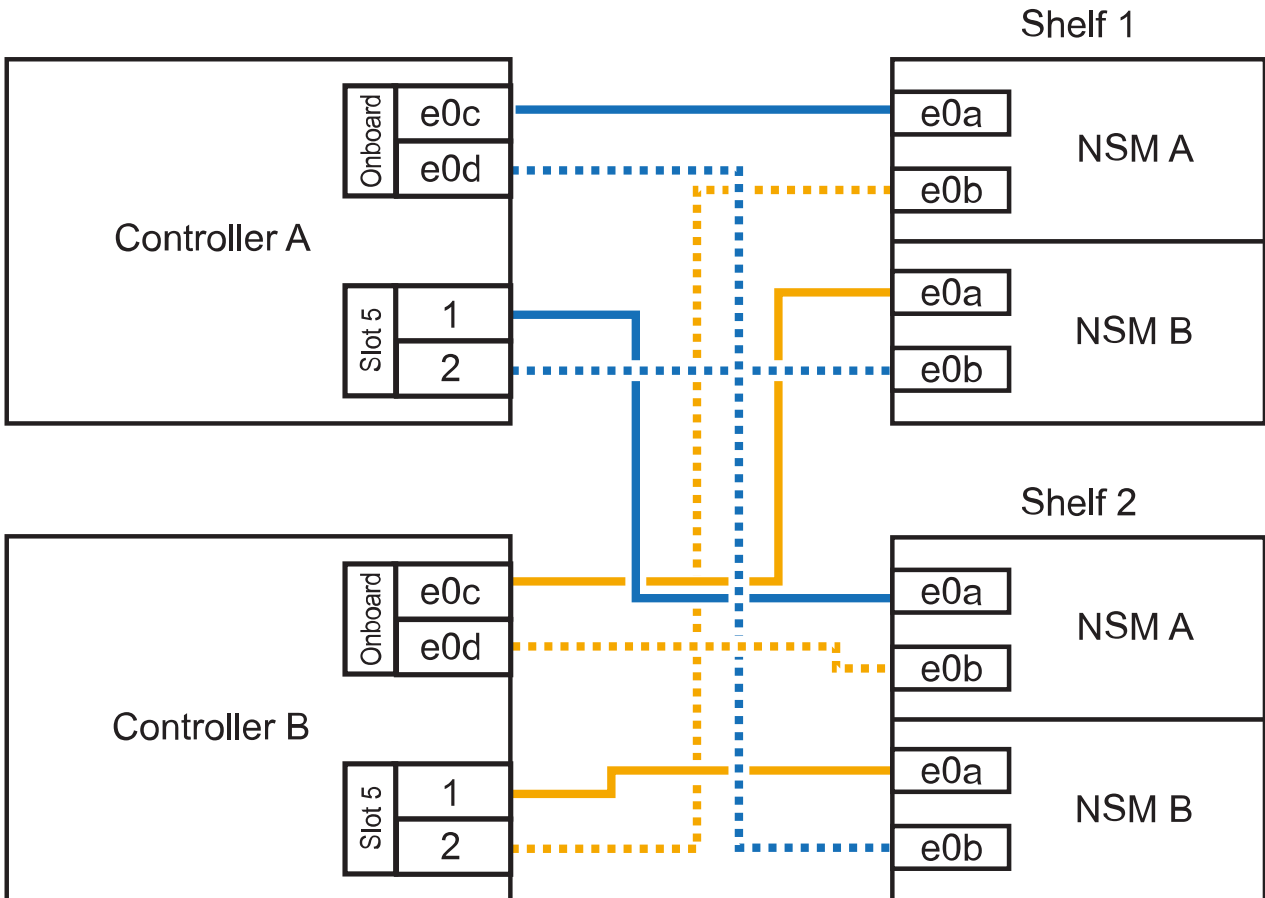 Controller A
Onboard
e0c
e0d
Slot 5
1
2
Controller B
Onboard
e0c
e0d
Slot 5
1
2
Shelf 1
e0a
e0b
NSM A
e0a
e0b
NSM B
Shelf 2
e0a
e0b
NSM A
e0a
e0b
NSM B